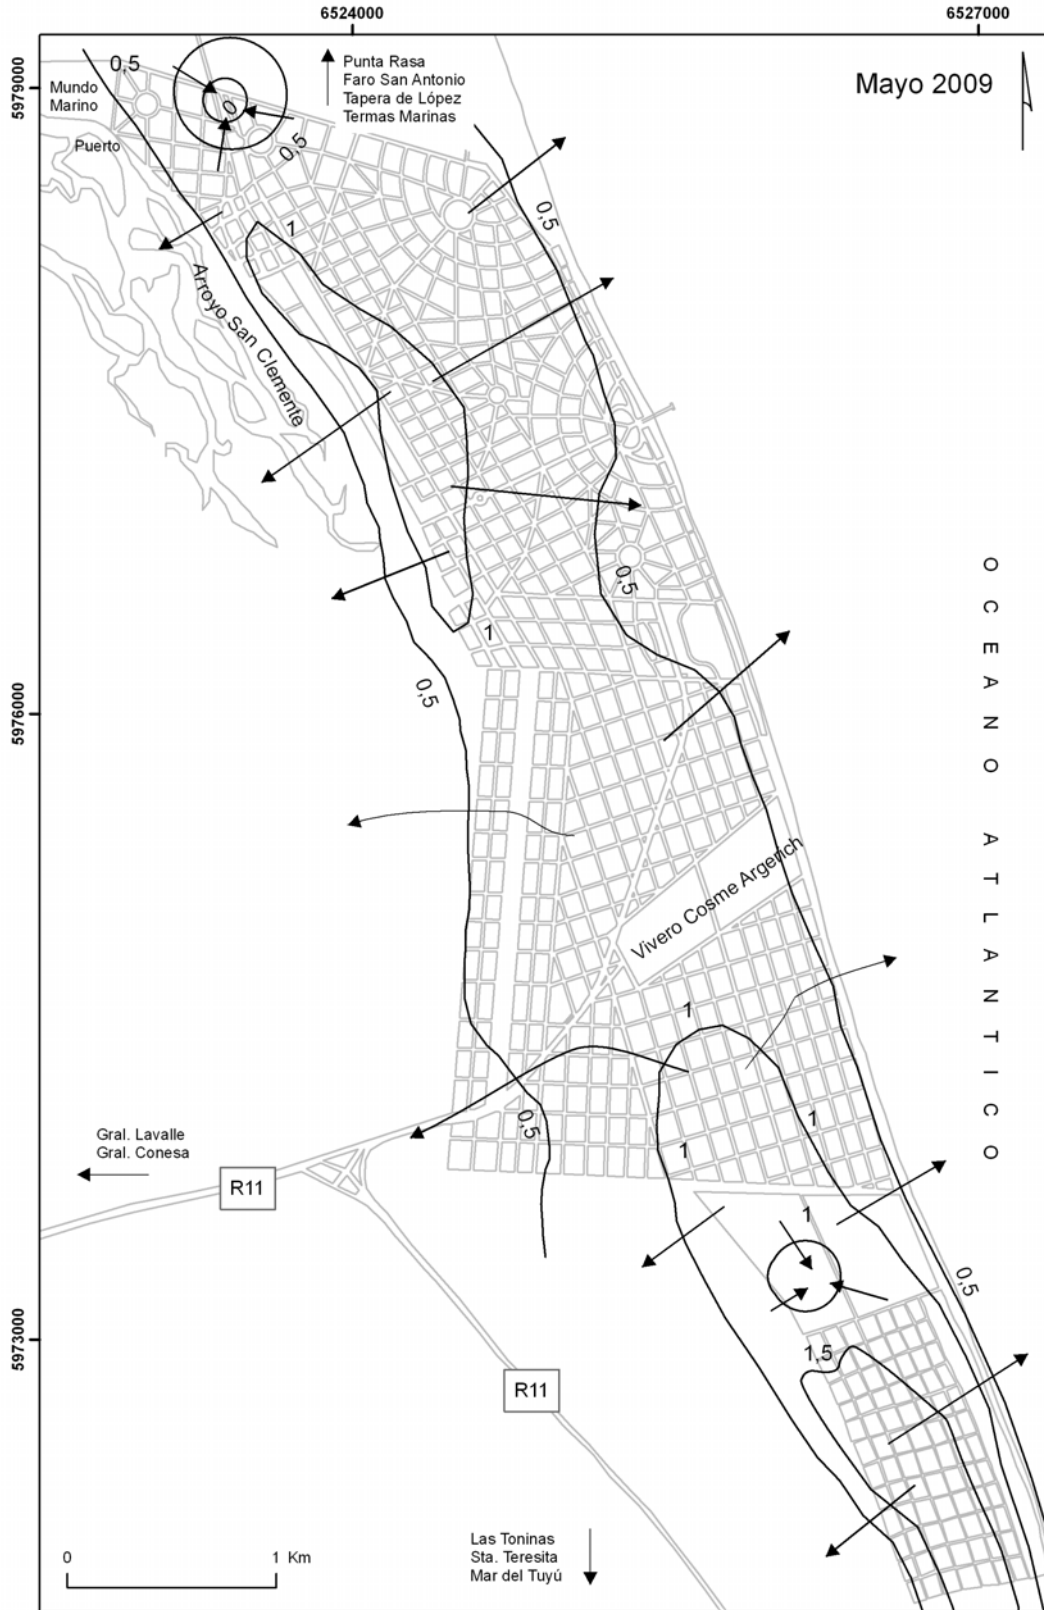 6524000
6527000
5979000
5976000
5973000
Mayo 2009
Mundo
Marino
Puerto
Punta Rasa
Faro San Antonio
Tapera de López
Termas Marinas
0,5
0
0,5
1
0,5
Arroyo San Clemente
0,5
1
0,5
OCEANO ATLANTICO
Vivero Cosme Argerich
1
1
0,5
1
Gral. Lavalle
Gral. Conesa
R11
1
0,5
1,5
R11
Las Toninas
Sta. Teresita
Mar del Tuyú
0 1 Km